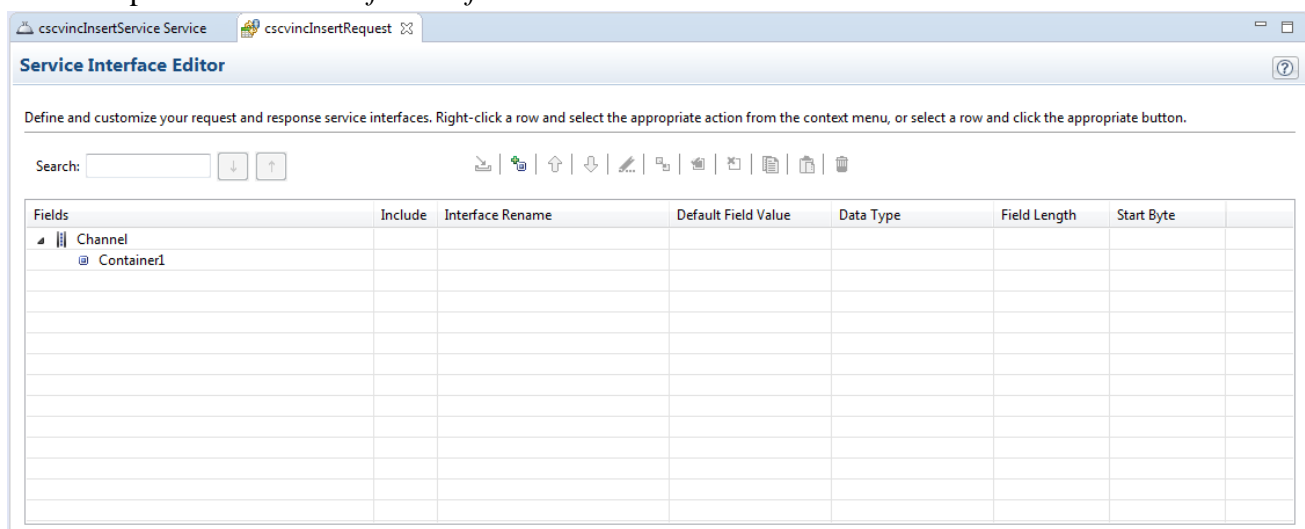 cscvincInsertService Service cscvincInsertRequest
Service Interface Editor
Define and customize your request and response service interfaces. Right-click a row and select the appropriate action from the context menu, or select a row and click the appropriate button.
Search:
Fields Include Interface Rename Default Field Value Data Type Field Length Start Byte
Channel
Container1